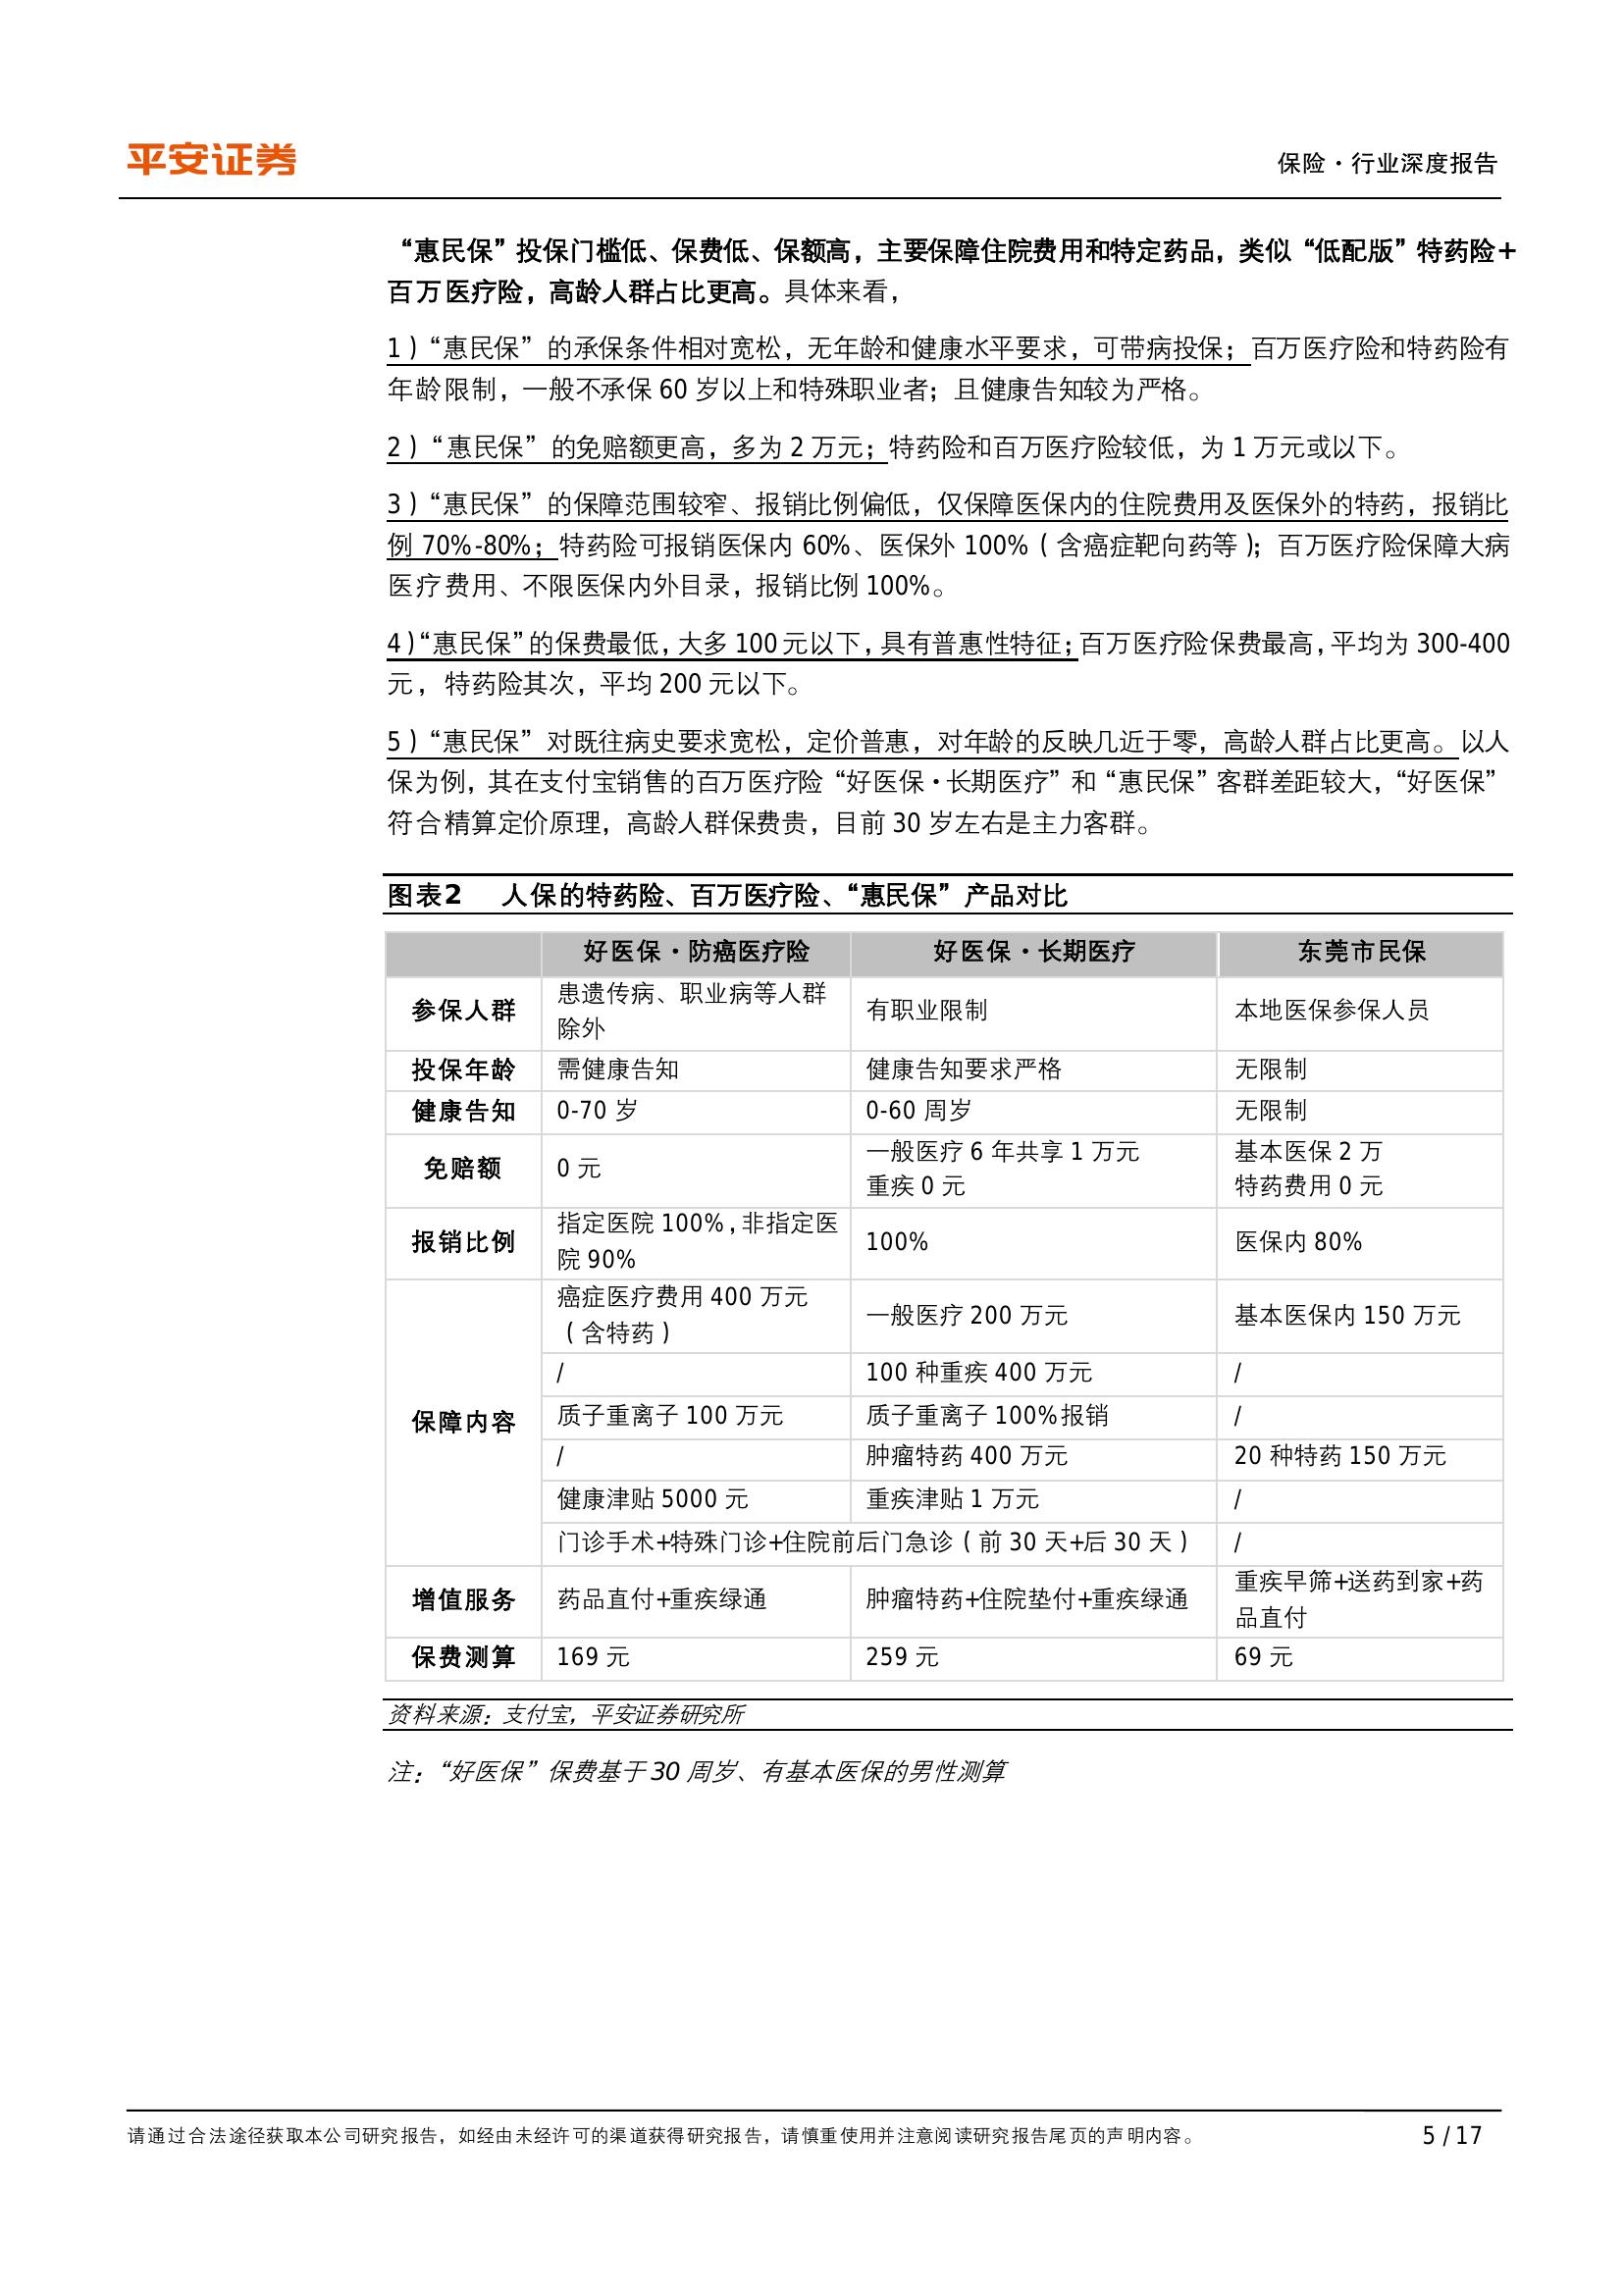 平安证券
保险·行业深度报告
“惠民保”投保门槛低、保费低、保额高，主要保障住院费用和特定药品，类似“低配版”特药险+
百万医疗险，高龄人群占比更高。具体来看，
1)“惠民保” 的承保条件相对宽松，无年龄和健康水平要求，可带病投保；百万医疗险和特药险有
年龄限制，一般不承保 60 岁以上和特殊职业者；且健康告知较为严格。
2)“惠民保” 的免赔额更高，多为 2 万元；特药险和百万医疗险较低，为 1 万元或以下。
3)“惠民保” 的保障范围较窄、报销比例偏低，仅保障医保内的住院费用及医保外的特药，报销比
例 70%-80%；特药险可报销医保内 60%、医保外 100%(含癌症靶向药等)；百万医疗险保障大病
医疗费用、不限医保内外目录，报销比例 100%。
4)“惠民保”的保费最低，大多 100 元以下，具有普惠性特征；百万医疗险保费最高，平均为 300-400
元，特药险其次，平均 200 元以下。
5)“惠民保” 对既往病史要求宽松，定价普惠，对年龄的反映几近于零，高龄人群占比更高。以人
保为例，其在支付宝销售的百万医疗险“好医保·长期医疗”和“惠民保”客群差距较大，“好医保”
符合精算定价原理，高龄人群保费贵，目前 30 岁左右是主力客群。
图表2 人保的特药险、百万医疗险、“惠民保”产品对比
好医保·防癌医疗险 好医保·长期医疗 东莞市民保
参保人群 患遗传病、职业病等人群 有职业限制 本地医保参保人员
除外
投保年龄 需健康告知 健康告知要求严格 无限制
健康告知 0-70 岁 0-60 周岁 无限制
免赔额 0 元 一般医疗 6 年共享 1 万元 基本医保 2 万
重疾 0 元 特药费用 0 元
报销比例 指定医院 100%，非指定医 100% 医保内 80%
院 90%
保障内容 癌症医疗费用 400 万元 一般医疗 200 万元 基本医保内 150 万元
(含特药)
/ 100 种重疾 400 万元 /
质子重离子 100 万元 质子重离子 100%报销 /
/ 肿瘤特药 400 万元 20 种特药 150 万元
健康津贴 5000 元 重疾津贴 1 万元 /
门诊手术+特殊门诊+住院前后门急诊(前 30 天+后 30 天) /
增值服务 药品直付+重疾绿通 肿瘤特药+住院垫付+重疾绿通 重疾早筛+送药到家+药
品直付
保费测算 169 元 259 元 69 元
资料来源：支付宝，平安证券研究所
注：“好医保”保费基于 30 周岁、有基本医保的男性测算
请通过合法途径获取本公司研究报告，如经由未经许可的渠道获得研究报告，请慎重使用并注意阅读研究报告尾页的声明内容。
5 / 17